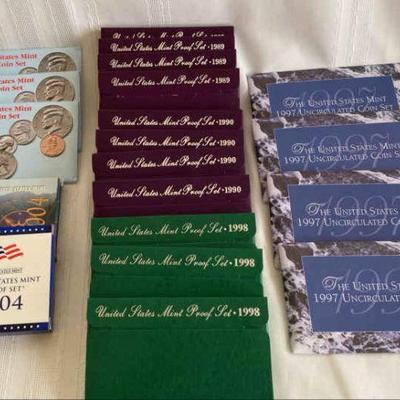 States Mint
Coin Set
States Mint
Coin Set
States Mint
Coin Set
STATES MINT
04
United States Mint Proof Set
United States Mint Proof Set • 1989
United States Mint Proof Set • 1989
United States Mint Proof Set • 1989
United States Mint Proof Set • 1990
United States Mint Proof Set • 1990
United States Mint Proof Set • 1990
United States Mint Proof Set • 1990
United States Mint Proof Set • 1998
United States Mint Proof Set • 1998
United States Mint Proof Set • 1998
THE UNITED STATES MINT
1997 UNCIRCULATED COIN SET
THE UNITED STATES MINT
1997 UNCIRCULATED COIN SET
THE UNITED STATES
1997 UNCIRCULATED
THE UNITED STATES
1997 UNCIRCULATED